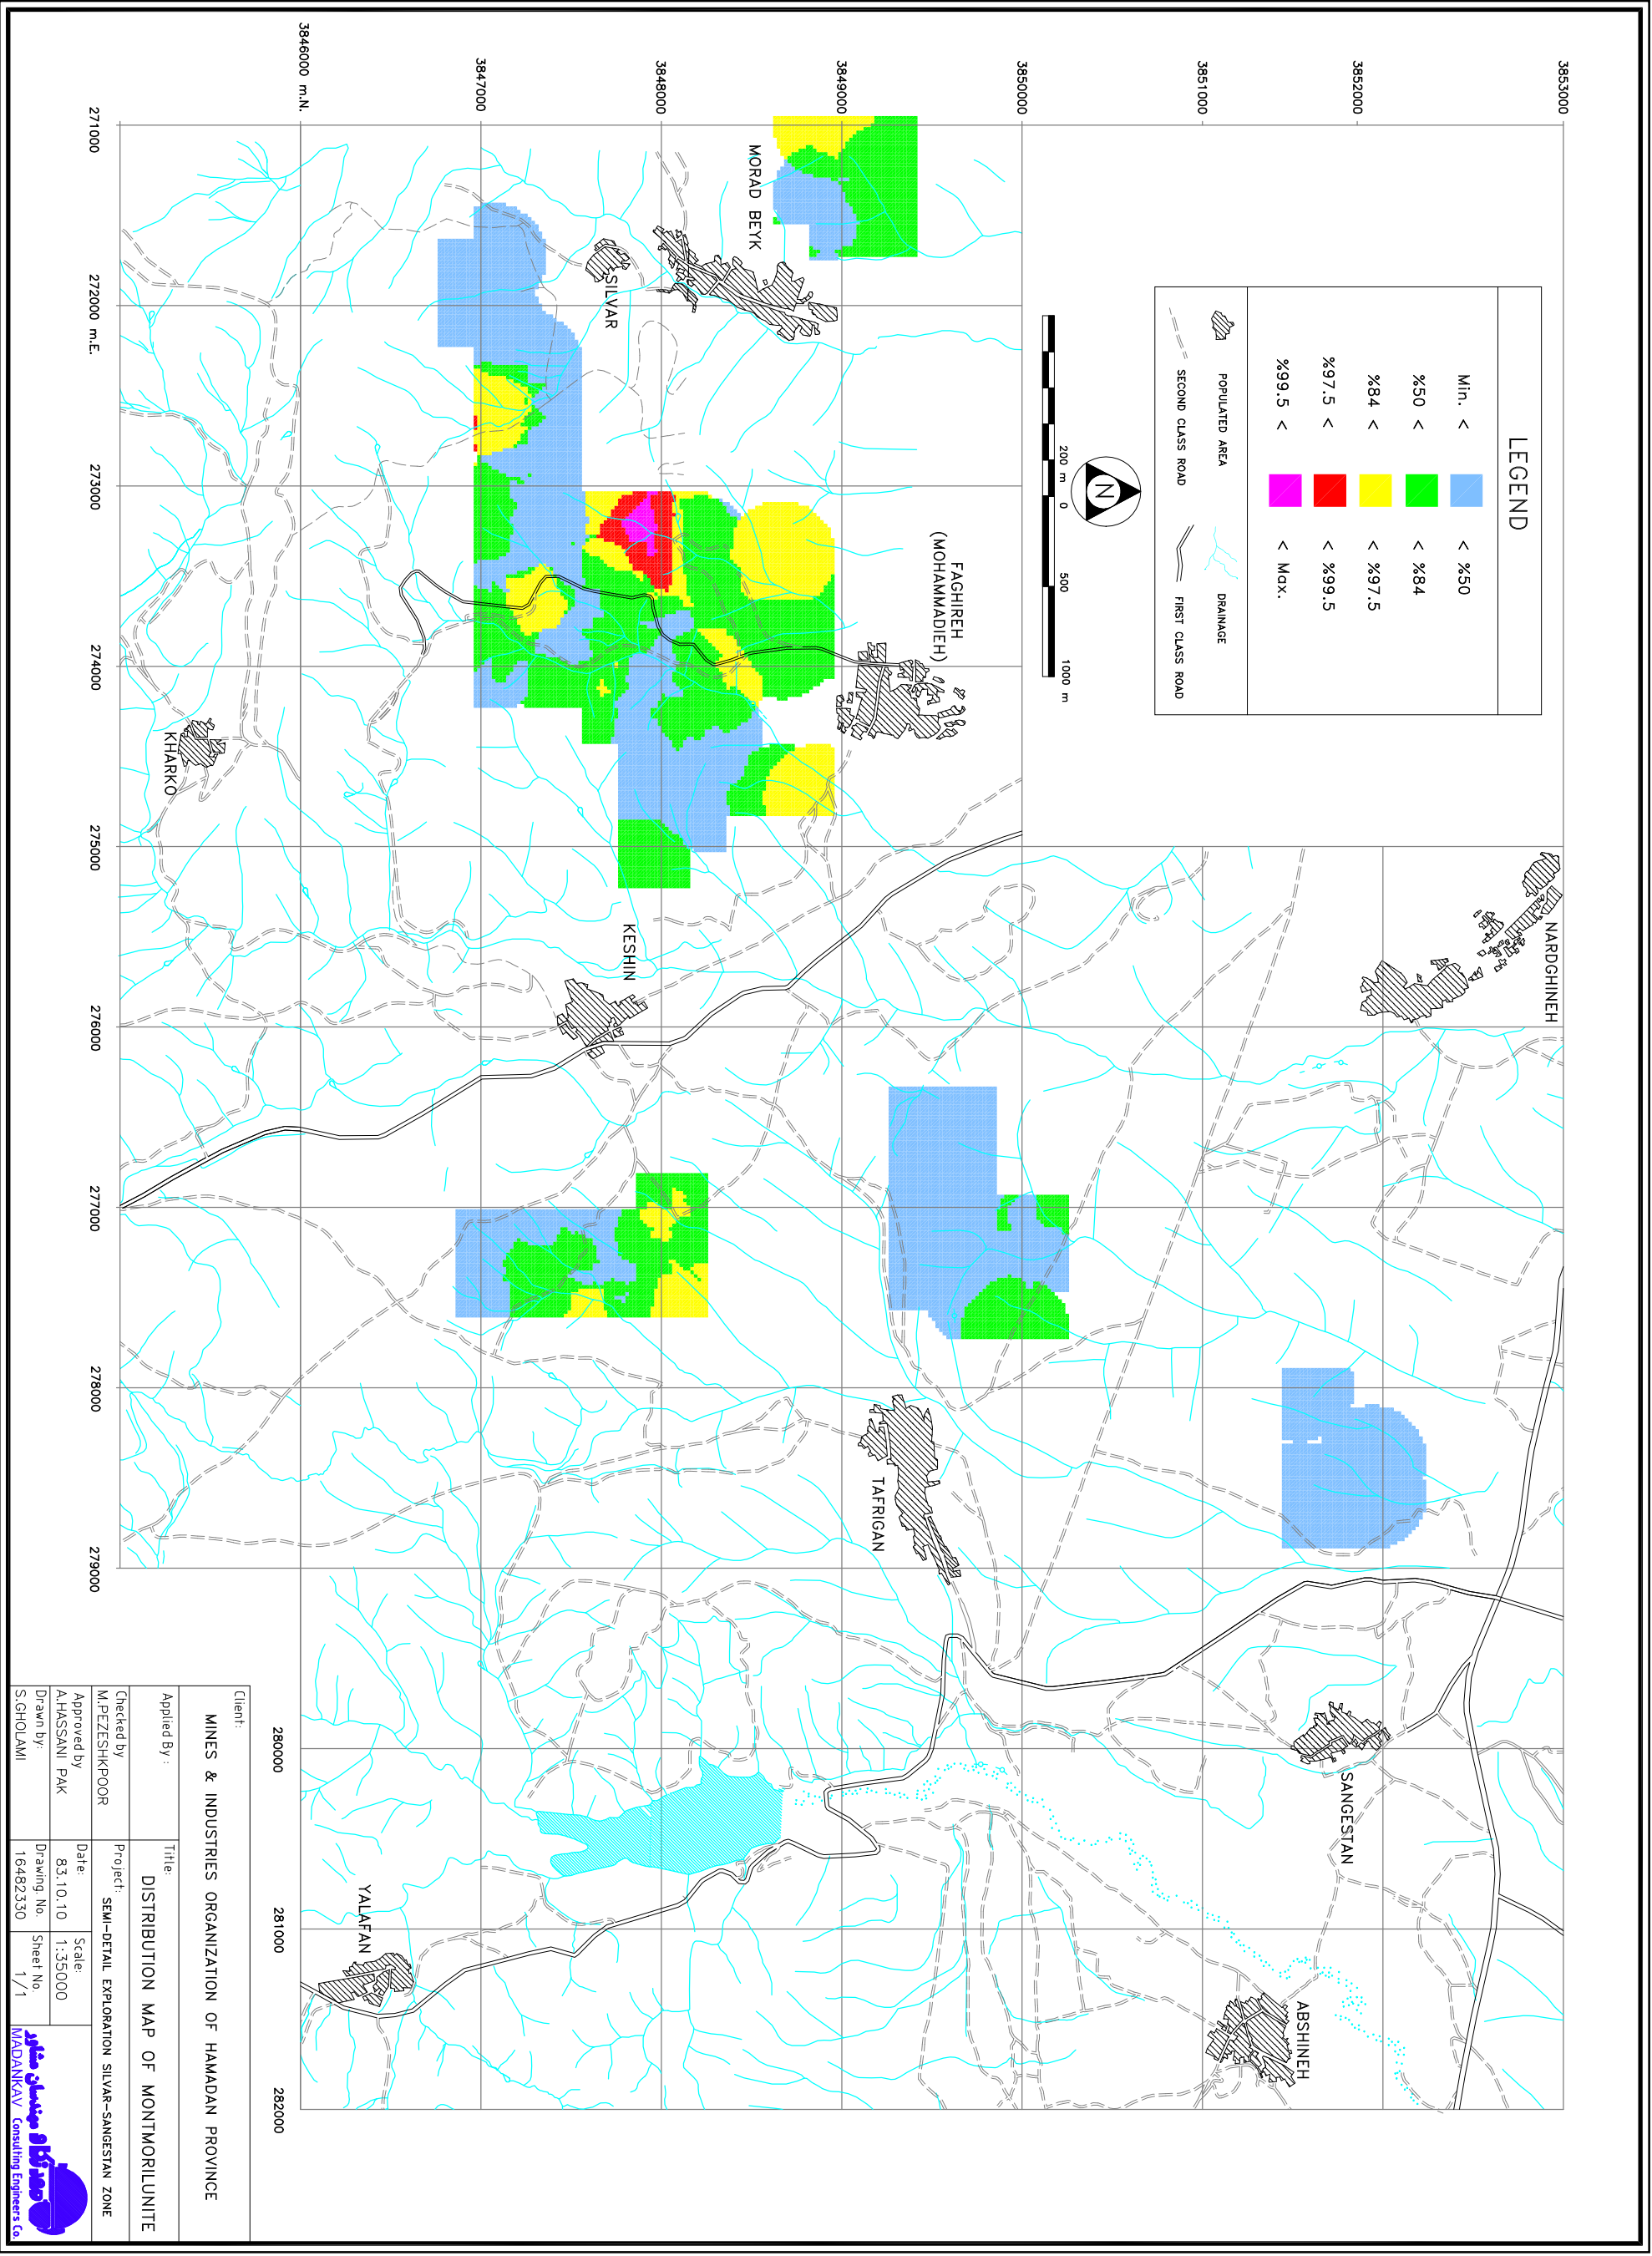 LEGEND
Min. < < %50
%50 < < %84
%84 < < %97.5
%97.5 < < %99.5
%99.5 < < Max.
POPULATED AREA
DRAINAGE
SECOND CLASS ROAD
FIRST CLASS ROAD
N
200 m 0 500 1000 m
3853000
3852000
3851000
3850000
3849000
3848000
3847000
3846000 m.N.
271000
272000 m.E.
273000
274000
275000
276000
277000
278000
279000
280000
281000
282000
NARDGHINEH
FAGHIREH
(MOHAMMADIEH)
MORAD BEYK
SILVAR
KHARKO
KESHIN
TAFRIGAN
SANGESTAN
ABSHINEH
YALAFAN
Client:
MINES & INDUSTRIES ORGANIZATION OF HAMADAN PROVINCE
Applied By :
Title:
DISTRIBUTION MAP OF MONTMORILUNITE
Checked by
M.PEZESHKPOOR
Project:
SEMI-DETAIL EXPLORATION SILVAR-SANGESTAN ZONE
Approved by
A.HASSANI PAK
Date:
83.10.10
Scale:
1:35000
Drawn by:
S.GHOLAMI
Drawing. No.
16482330
Sheet No.
1/1
مهندسان مشاور
MADANKAV Consulting Engineers Co.